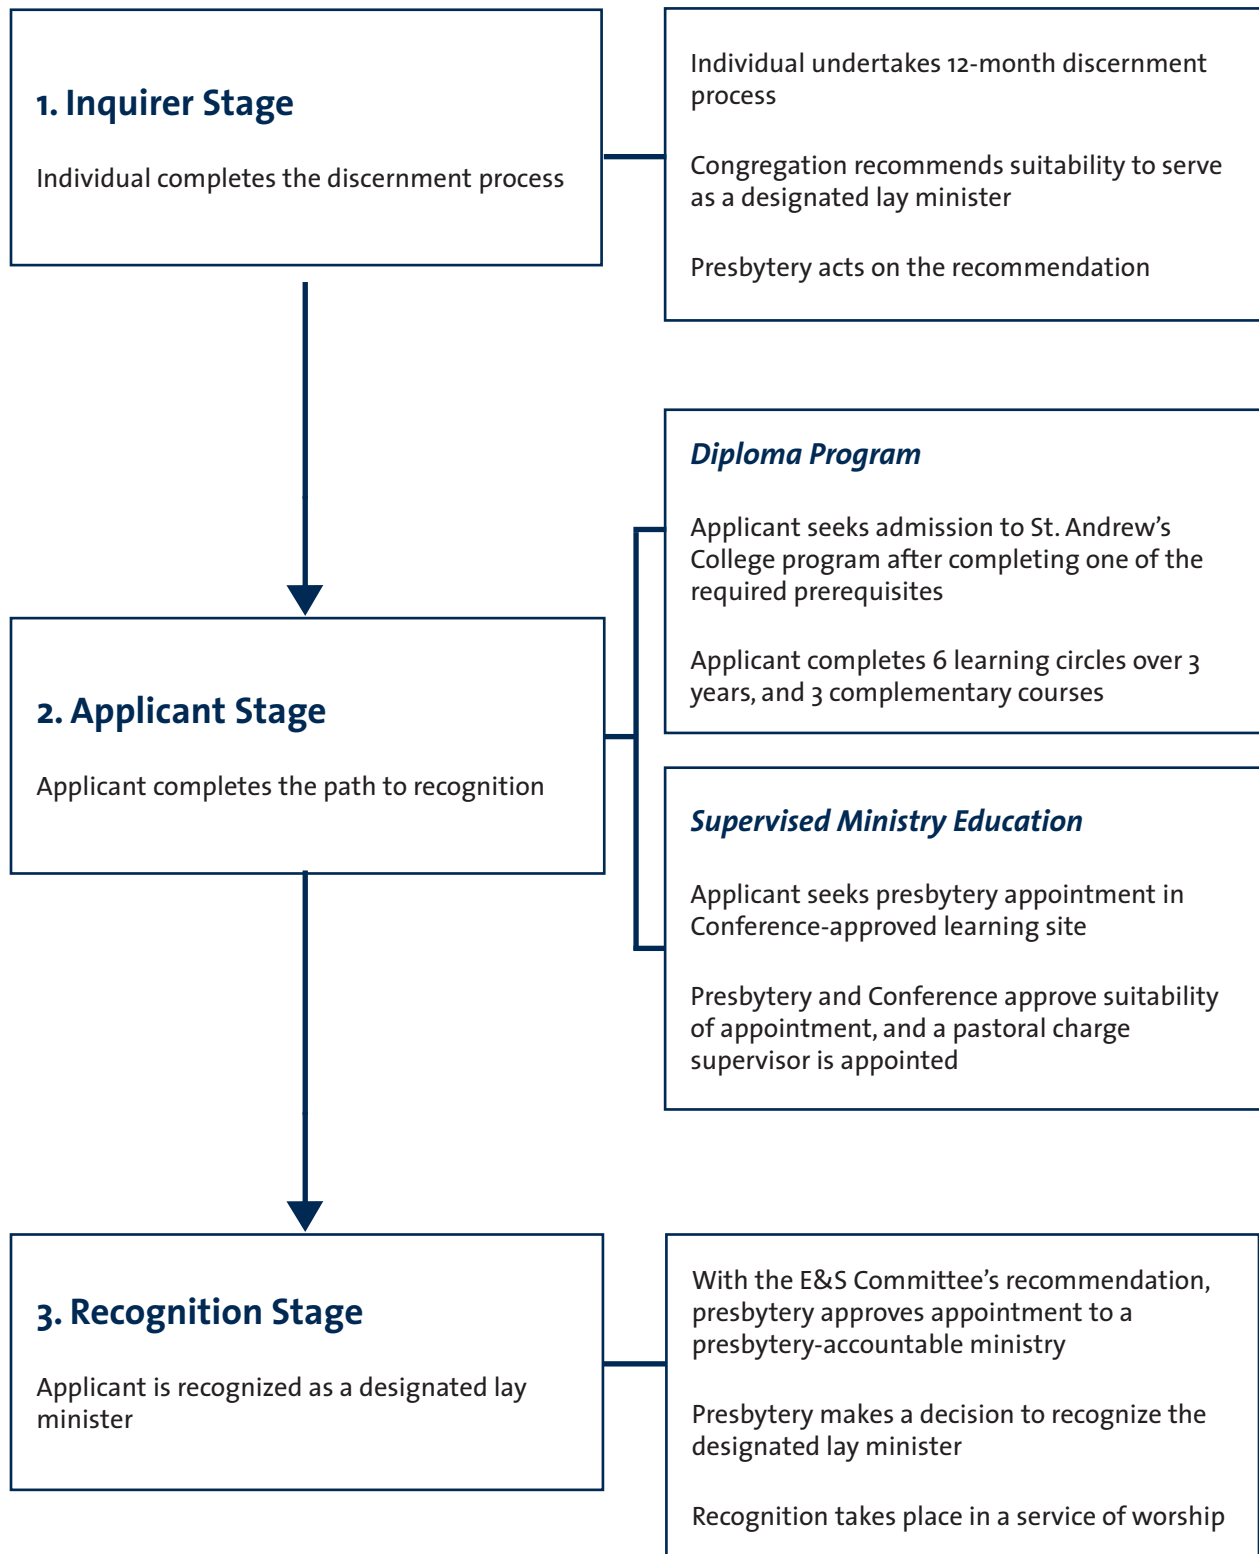 1. Inquirer Stage
Individual completes the discernment process
Individual undertakes 12-month discernment
process
Congregation recommends suitability to serve
as a designated lay minister
Presbytery acts on the recommendation
2. Applicant Stage
Applicant completes the path to recognition
Diploma Program
Applicant seeks admission to St. Andrew’s
College program after completing one of the
required prerequisites
Applicant completes 6 learning circles over 3
years, and 3 complementary courses
Supervised Ministry Education
Applicant seeks presbytery appointment in
Conference-approved learning site
Presbytery and Conference approve suitability
of appointment, and a pastoral charge
supervisor is appointed
3. Recognition Stage
Applicant is recognized as a designated lay
minister
With the E&S Committee’s recommendation,
presbytery approves appointment to a
presbytery-accountable ministry
Presbytery makes a decision to recognize the
designated lay minister
Recognition takes place in a service of worship